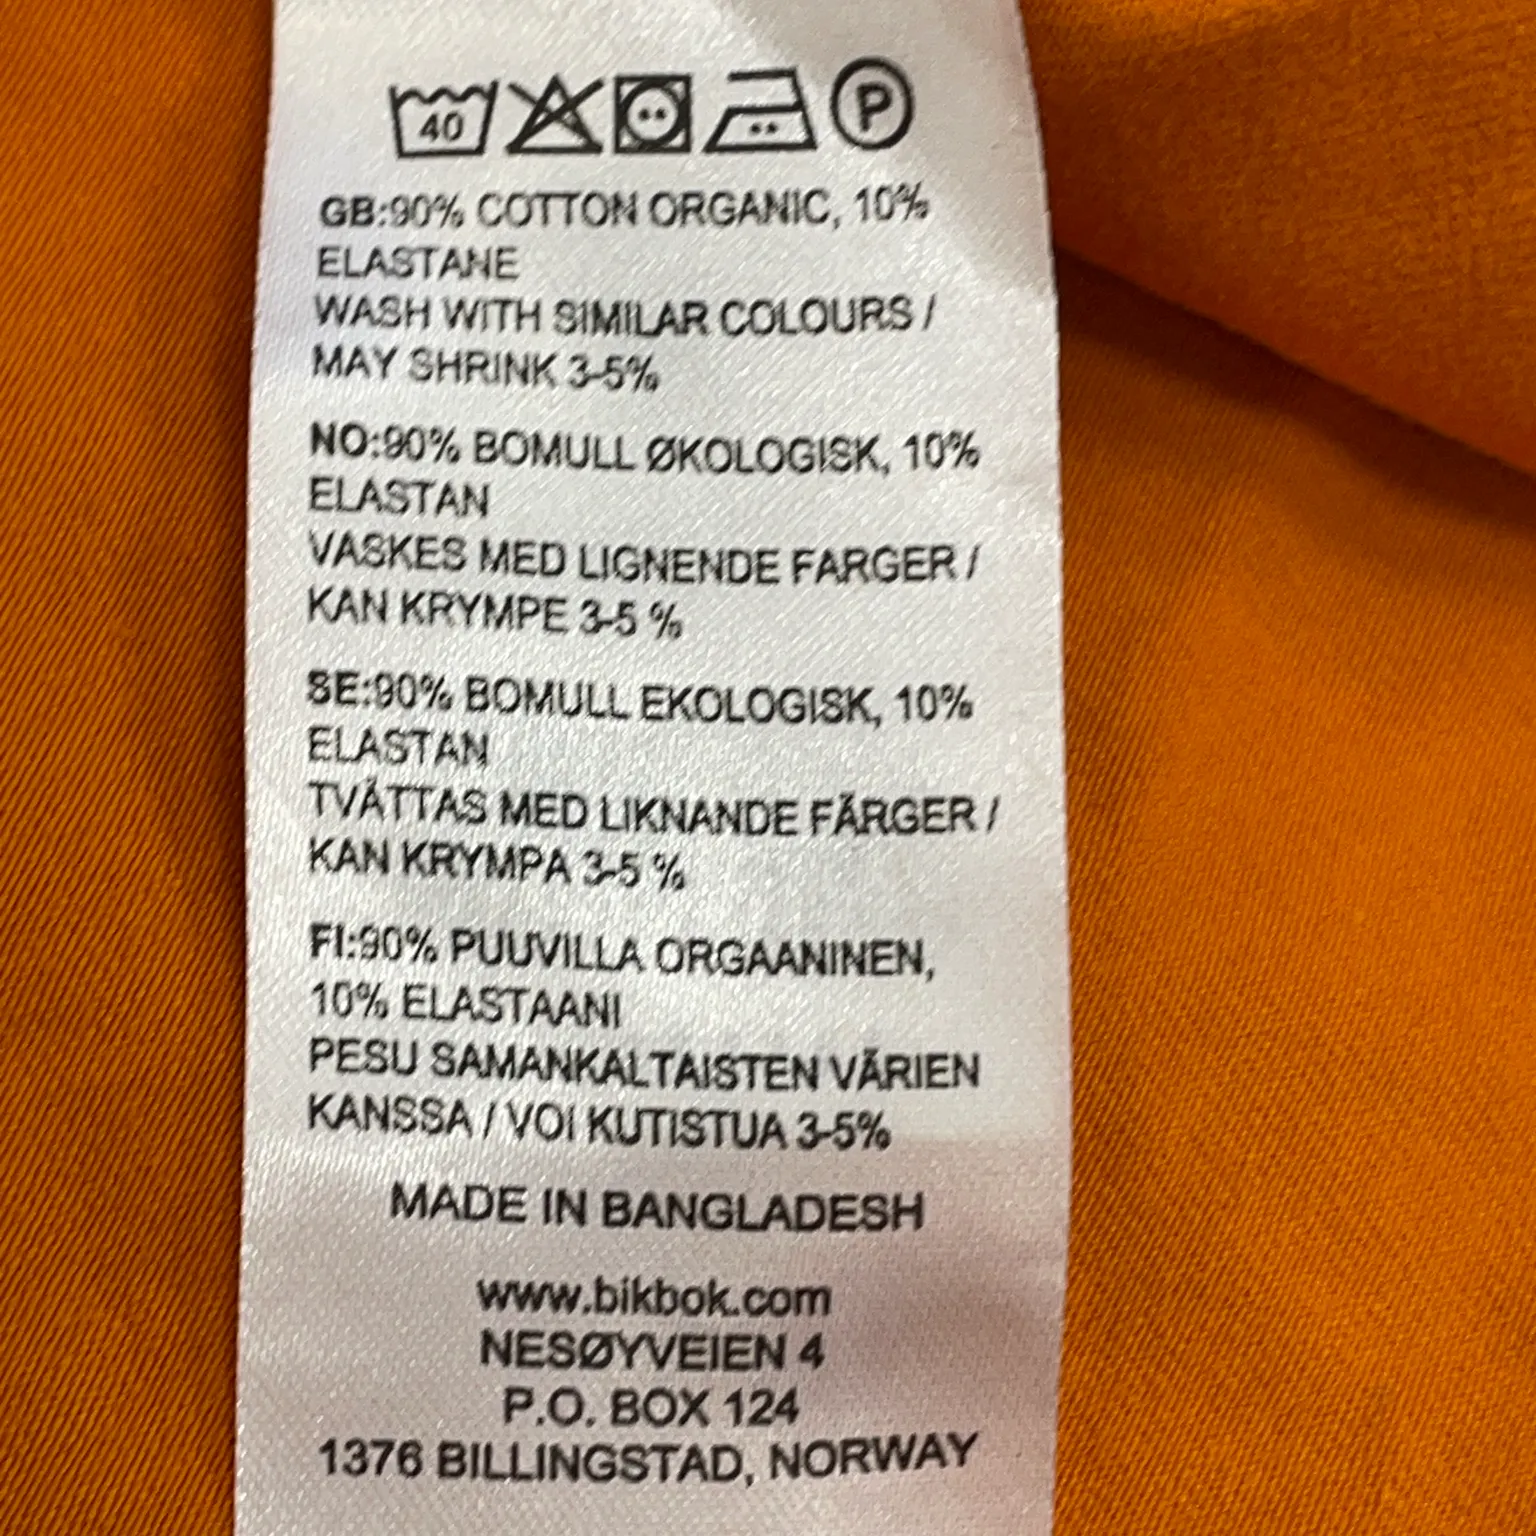 40
P
GB:90% COTTON ORGANIC, 10%
ELASTANE
WASH WITH SIMILAR COLOURS /
MAY SHRINK 3-5%
NO:90% BOMULL ØKOLOGISK, 10%
ELASTAN
VASKES MED LIGNENDE FARGER /
KAN KRYMPE 3-5 %
SE:90% BOMULL EKOLOGISK, 10%
ELASTAN
TVÄTTAS MED LIKNANDE FÄRGER /
KAN KRYMPA 3-5 %
FI:90% PUUVILLA ORGAANINEN,
10% ELASTAANI
PESU SAMANKALTAISTEN VÄRIEN
KANSSA / VOI KUTISTUA 3-5%
MADE IN BANGLADESH
www.bikbok.com
NESØYVEIEN 4
P.O. BOX 124
1376 BILLINGSTAD, NORWAY